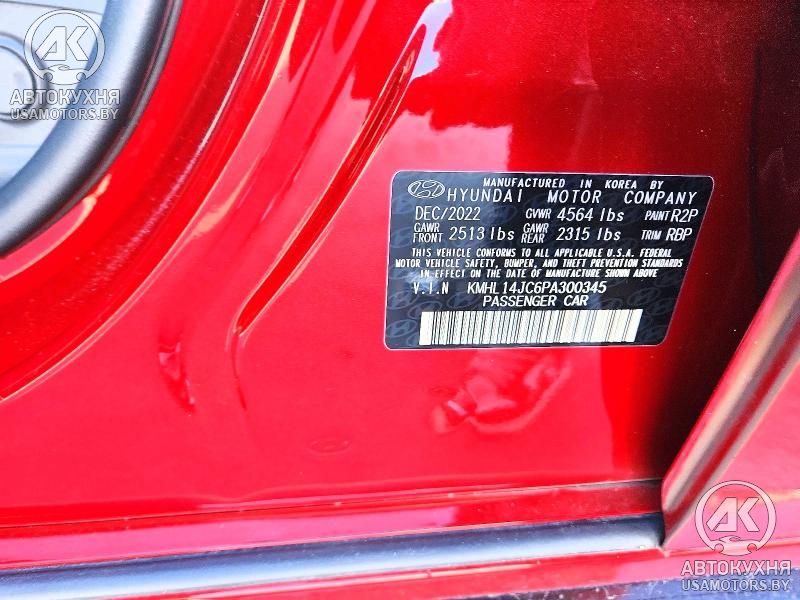 АК
АВТОКУХНЯ
USAMOTORS.BY
MANUFACTURED IN KOREA BY
HYUNDAI MOTOR COMPANY
DEC/2022 GVWR 4564 lbs PAINT R2P
GAWR FRONT 2513 lbs GAWR REAR 2315 lbs TRIM RBP
THIS VEHICLE CONFORMS TO ALL APPLICABLE U.S.A. FEDERAL
MOTOR VEHICLE SAFETY, BUMPER, AND THEFT PREVENTION STANDARDS
IN EFFECT ON THE DATE OF MANUFACTURE SHOWN ABOVE
V.I.N KMHL14JC6PA300345
PASSENGER CAR
АК
АВТОКУХНЯ
USAMOTORS.BY